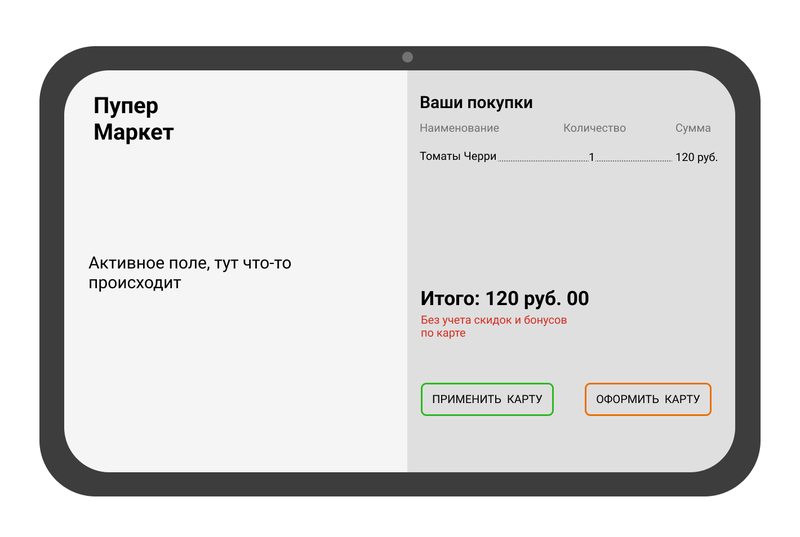 Пупер
Маркет
Активное поле, тут что-то
происходит
Ваши покупки
Наименование Количество Сумма
Томаты Черри 1 120 руб.
Итого: 120 руб. 00
Без учета скидок и бонусов
по карте
ПРИМЕНИТЬ КАРТУ ОФОРМИТЬ КАРТУ